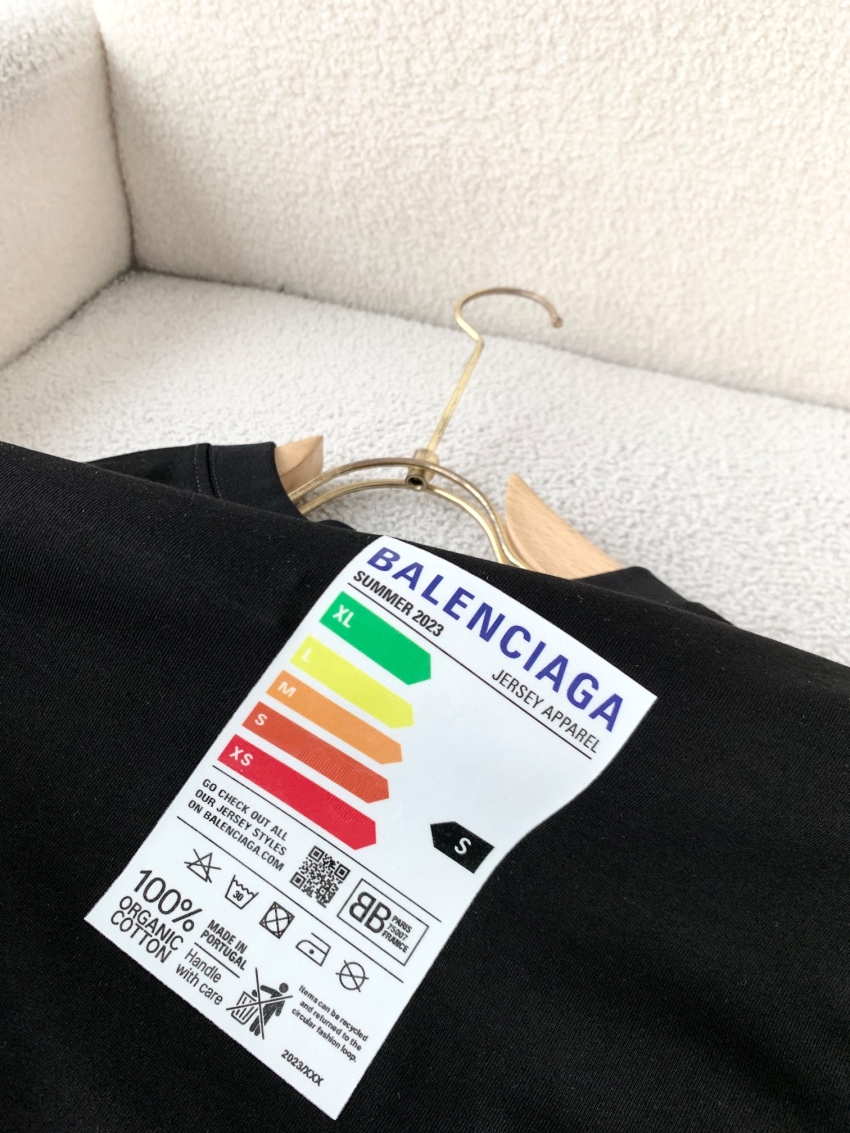 BALENCIAGA
SUMMER 2023
JERSEY APPAREL
XL
L
M
S
XS
S
GO CHECK OUT ALL
OUR JERSEY STYLES
ON BALENCIAGA.COM
BB
PARIS
75007
FRANCE
30
100%
ORGANIC
COTTON
MADE IN
PORTUGAL
Handle
with care
Items can be recycled
and returned to the
circular fashion loop.
2023/XXX